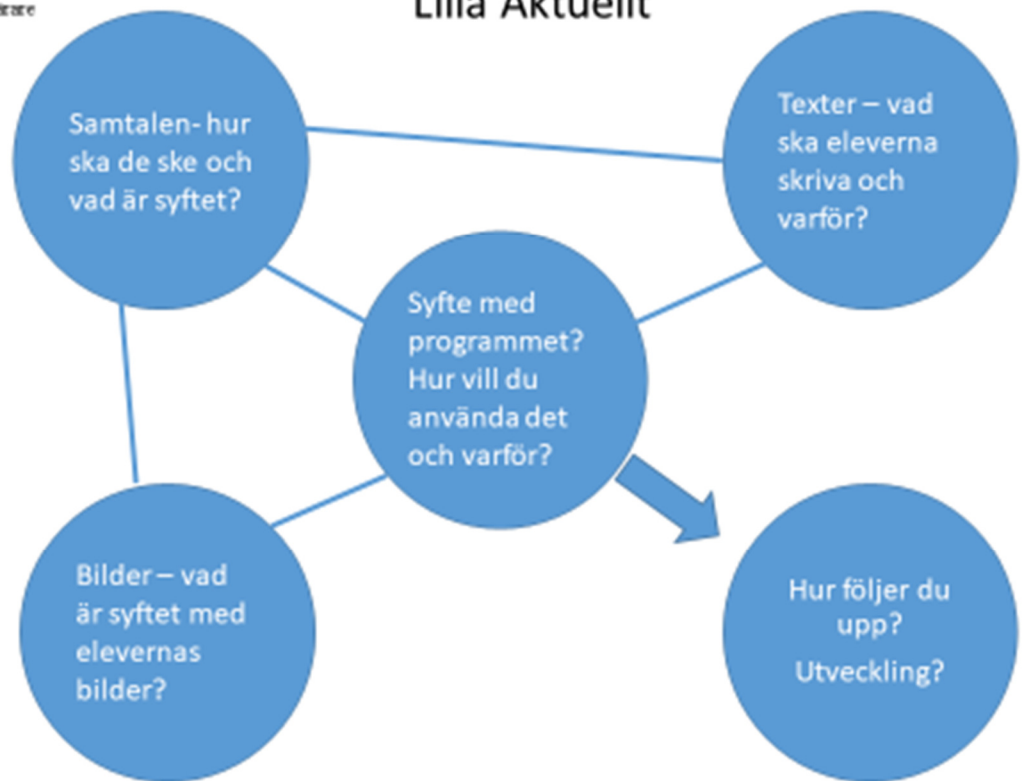 Lilla Aktuellt
Samtalen- hur
ska de ske och
vad är syftet?
Texter – vad
ska eleverna
skriva och
varför?
Syfte med
programmet?
Hur vill du
använda det
och varför?
Bilder – vad
är syftet med
elevernas
bilder?
Hur följer du
upp?
Utveckling?